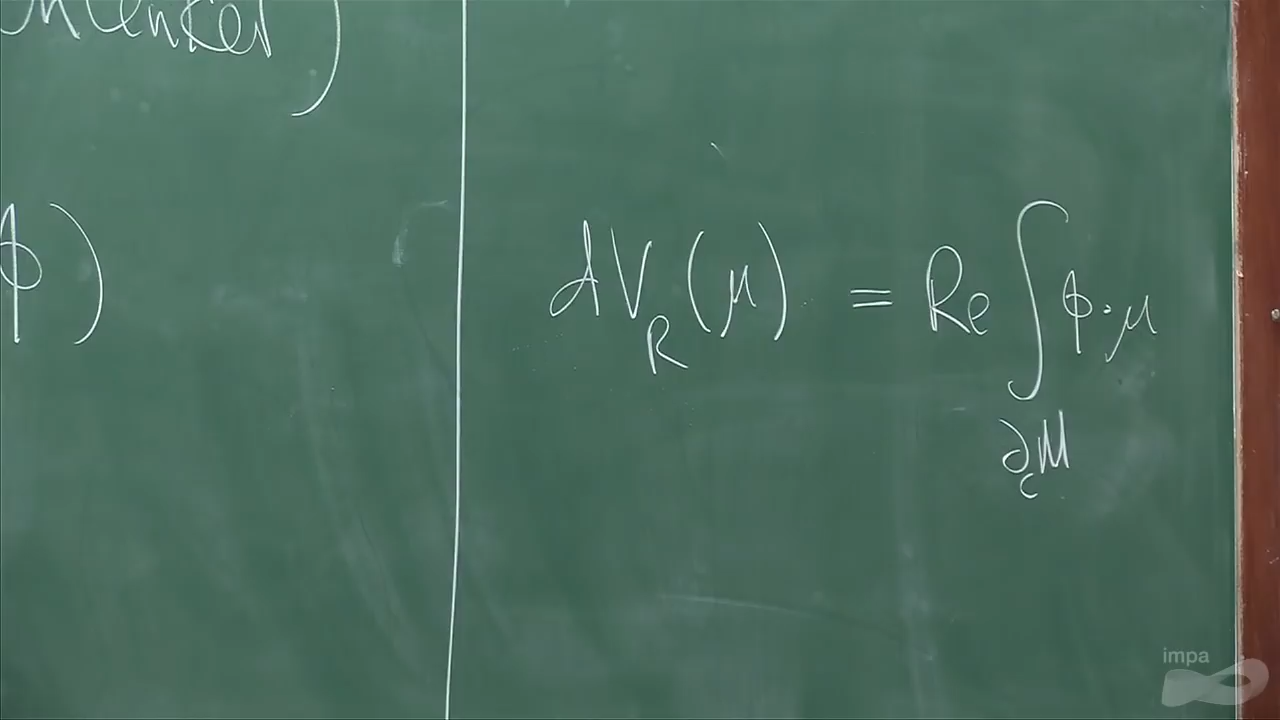 φ)
dV_R(μ) = Re ∫_{∂_c M} φ·μ
impa